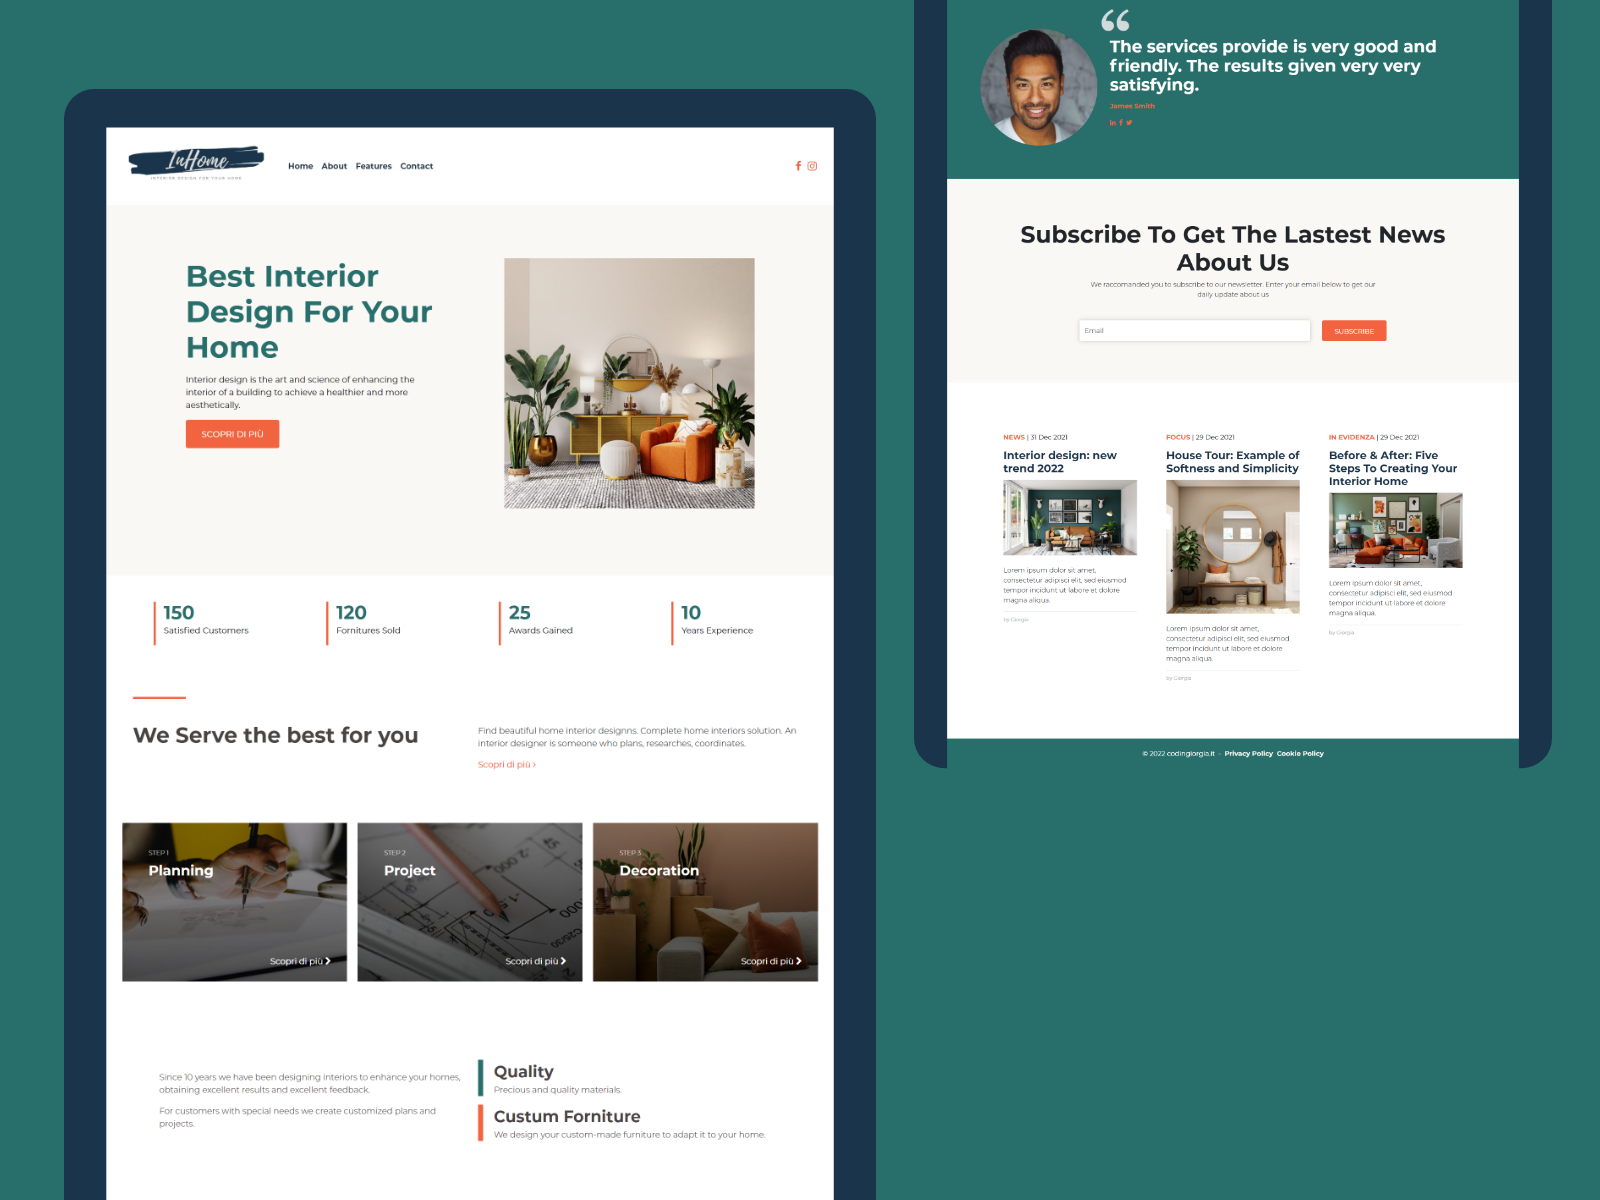 InHome
INTERIOR DESIGN FOR YOUR HOME
Home About Features Contact
Best Interior
Design For Your
Home
Interior design is the art and science of enhancing the
interior of a building to achieve a healthier and more
aesthetically.
SCOPRI DI PIÙ
150
Satisfied Customers
120
Fornitures Sold
25
Awards Gained
10
Years Experience
We Serve the best for you
Find beautiful home interior designns. Complete home interiors solution. An
interior designer is someone who plans, researches, coordinates.
Scopri di più ›
STEP 1
Planning
Scopri di più
STEP 2
Project
Scopri di più
STEP 3
Decoration
Scopri di più
Since 10 years we have been designing interiors to enhance your homes,
obtaining excellent results and excellent feedback.
For customers with special needs we create customized plans and
projects.
Quality
Precious and quality materials.
Custum Forniture
We design your custom-made furniture to adapt it to your home.
“
The services provide is very good and
friendly. The results given very very
satisfying.
James Smith
Subscribe To Get The Lastest News
About Us
We raccomanded you to subscribe to our newsletter. Enter your email below to get our
daily update about us
Email
SUBSCRIBE
NEWS | 31 Dec 2021
Interior design: new
trend 2022
Lorem ipsum dolor sit amet,
consectetur adipisci elit, sed eiusmod
tempor incidunt ut labore et dolore
magna aliqua.
by Giorgia
FOCUS | 29 Dec 2021
House Tour: Example of
Softness and Simplicity
Lorem ipsum dolor sit amet,
consectetur adipisci elit, sed eiusmod
tempor incidunt ut labore et dolore
magna aliqua.
by Giorgia
IN EVIDENZA | 29 Dec 2021
Before & After: Five
Steps To Creating Your
Interior Home
Lorem ipsum dolor sit amet,
consectetur adipisci elit, sed eiusmod
tempor incidunt ut labore et dolore
magna aliqua.
by Giorgia
© 2022 codingiorgia.it - Privacy Policy Cookie Policy